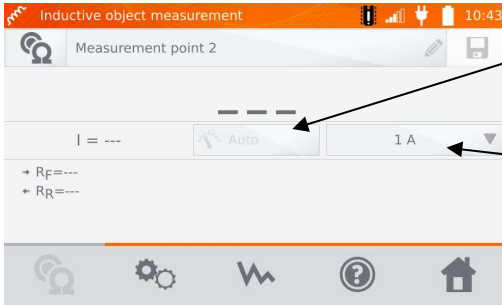 Inductive object measurement 10:43
Measurement point 2
---
I = --- Auto 1 A
→ RF=---
← RR=---